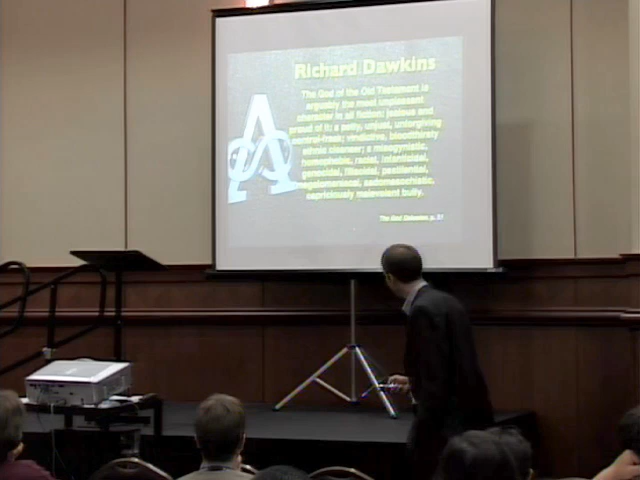 Richard Dawkins
The God of the Old Testament is
arguably the most unpleasant
character in all fiction: jealous and
proud of it; a petty, unjust, unforgiving
control-freak; vindictive, bloodthirsty
ethnic cleanser; a misogynistic,
homophobic, racist, infanticidal,
genocidal, filicidal, pestilential,
megalomaniacal, sadomasochistic,
capriciously malevolent bully.
The God Delusion, p. 31